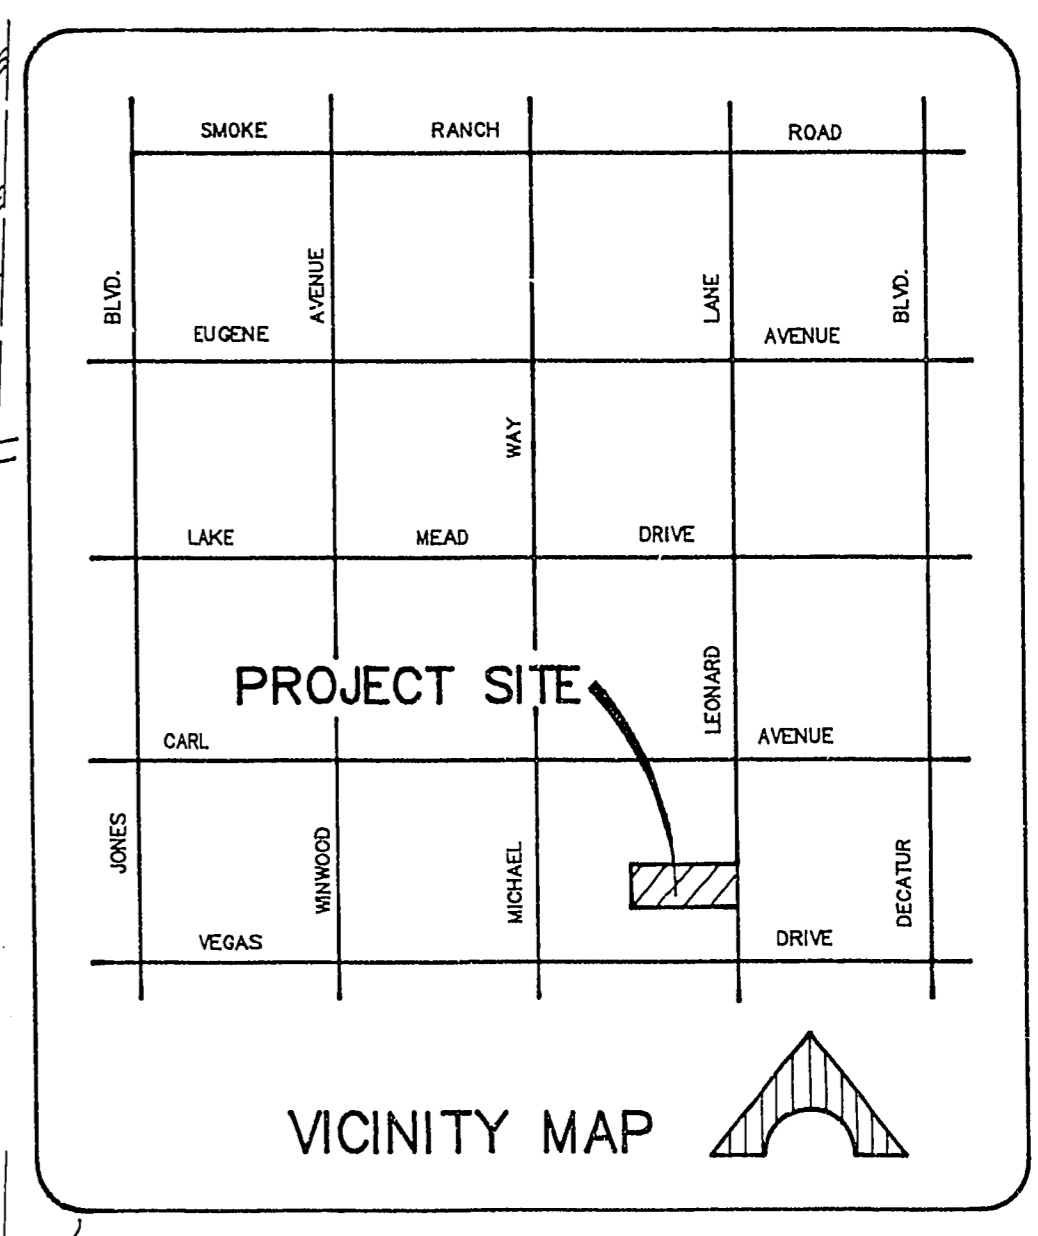 SMOKE RANCH ROAD
BLVD.
AVENUE
LANE
BLVD.
EUGENE AVENUE
WAY
LAKE MEAD DRIVE
PROJECT SITE
LEONARD
CARL AVENUE
JONES
WINWOOD
MICHAEL
DECATUR
VEGAS DRIVE
VICINITY MAP